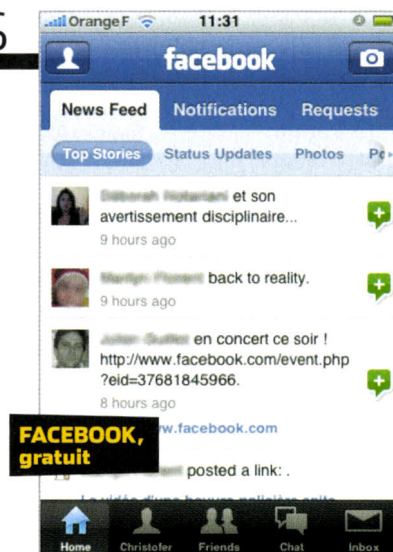 Orange F 11:31
facebook
News Feed Notifications Requests
Top Stories Status Updates Photos
et son
avertissement disciplinaire...
9 hours ago
back to reality.
9 hours ago
en concert ce soir !
http://www.facebook.com/event.php
?eid=37681845966.
8 hours ago
w.facebook.com
FACEBOOK,
gratuit
posted a link: .
Home Christofer Friends Chat Inbox